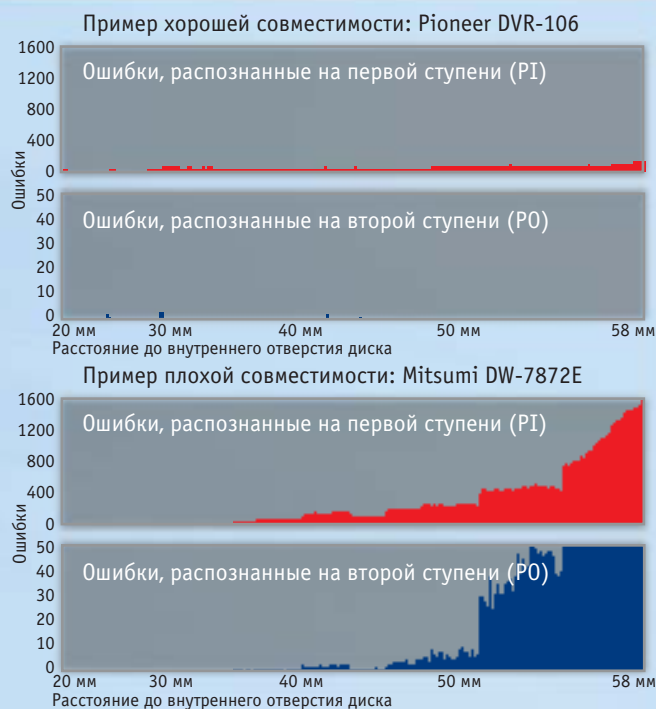 Пример хорошей совместимости: Pioneer DVR-106
1600
Ошибки, распознанные на первой ступени (PI)
1200
800
400
0
Ошибки
50
Ошибки, распознанные на второй ступени (PO)
40
30
20
10
0
20 мм 30 мм 40 мм 50 мм 58 мм
Расстояние до внутреннего отверстия диска
Пример плохой совместимости: Mitsumi DW-7872E
1600
Ошибки, распознанные на первой ступени (PI)
1200
800
400
0
Ошибки
50
Ошибки, распознанные на второй ступени (PO)
40
30
20
10
0
20 мм 30 мм 40 мм 50 мм 58 мм
Расстояние до внутреннего отверстия диска